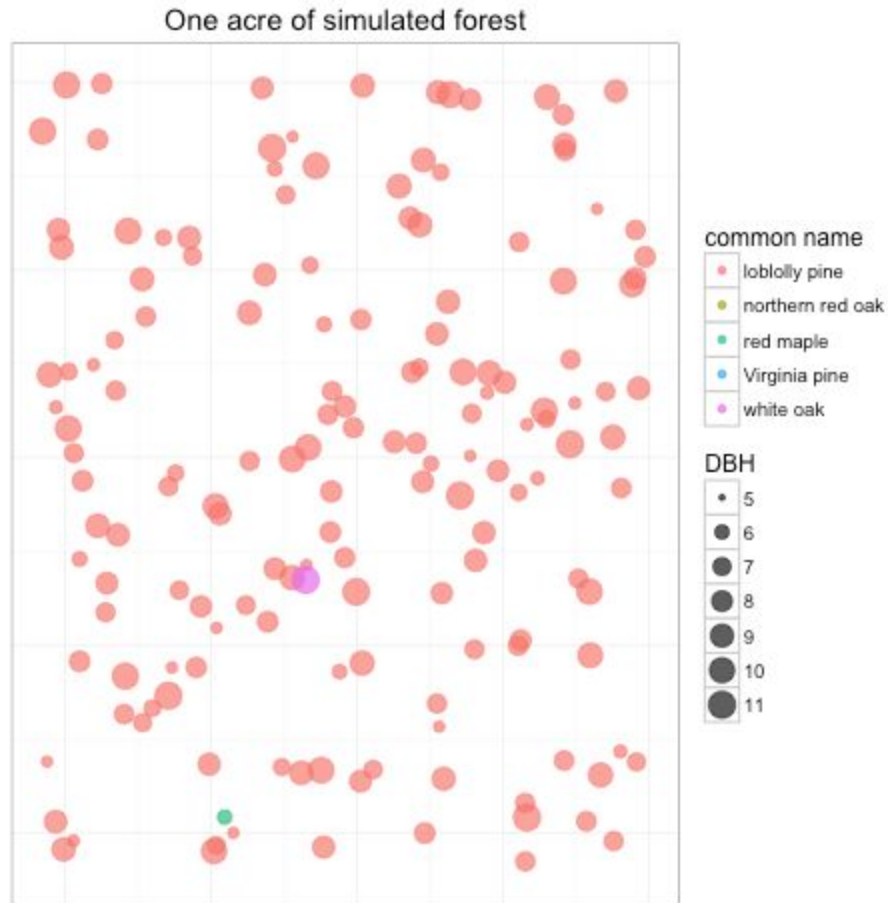 One acre of simulated forest
common name
loblolly pine
northern red oak
red maple
Virginia pine
white oak
DBH
5
6
7
8
9
10
11